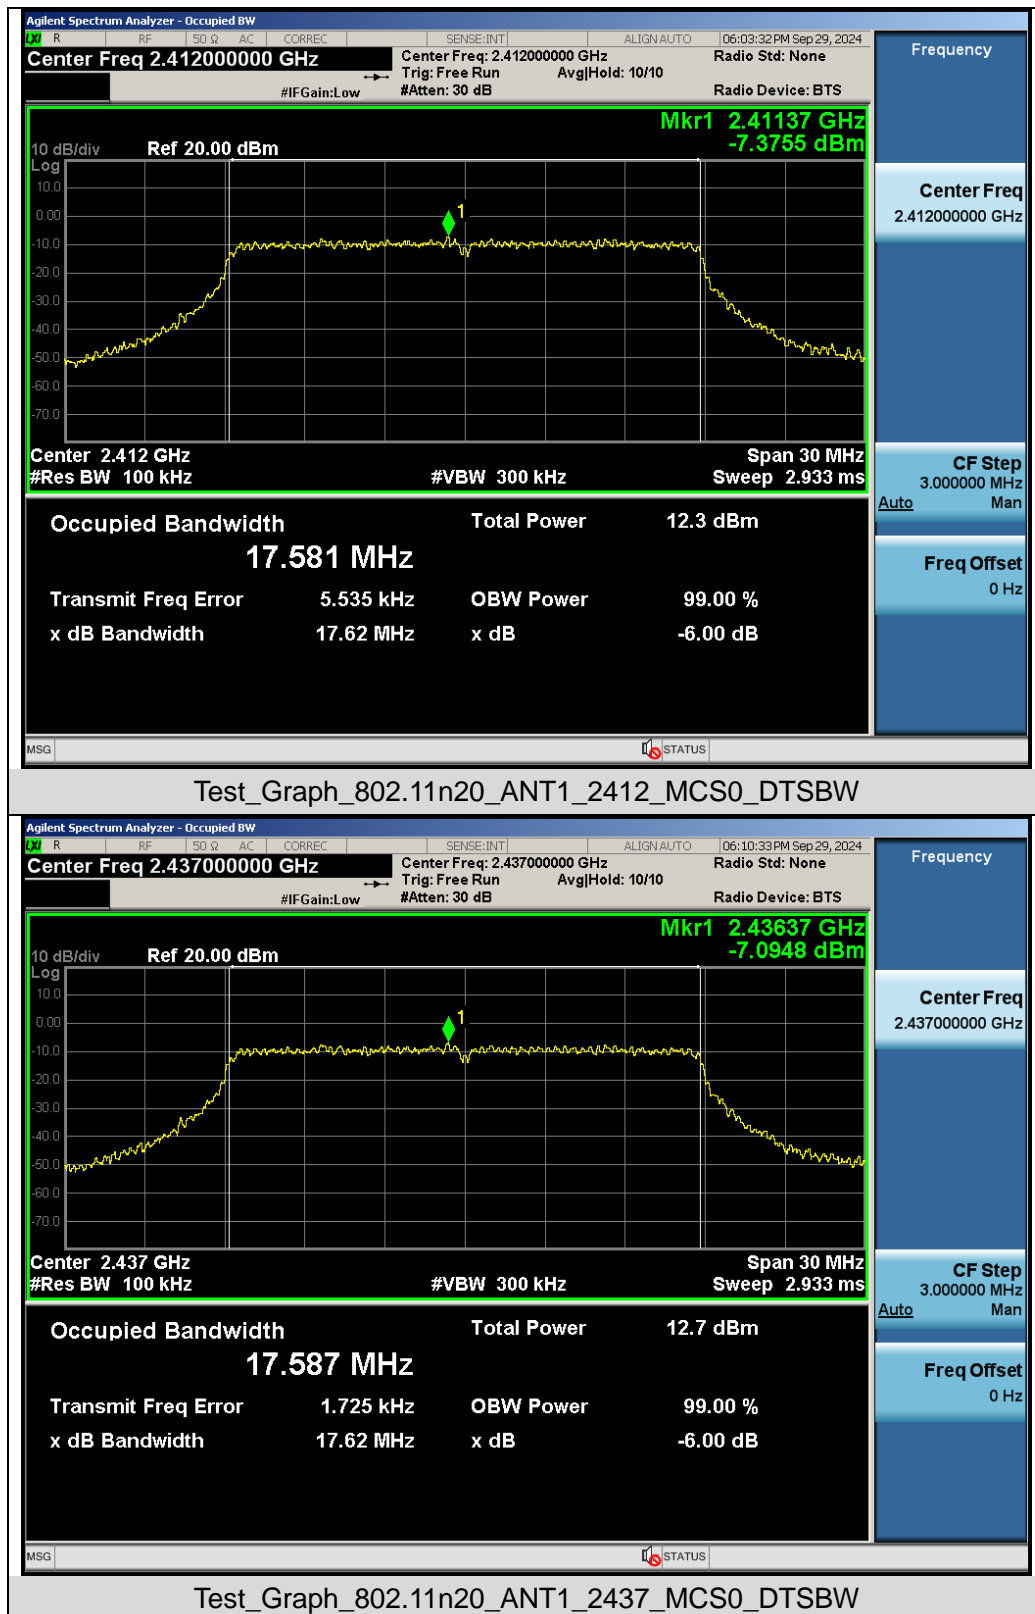 Agilent Spectrum Analyzer - Occupied BW
LXI R RF 50 Ω AC CORREC SENSE:INT ALIGN AUTO 06:03:32 PM Sep 29, 2024
Center Freq 2.412000000 GHz Center Freq: 2.412000000 GHz Radio Std: None
Trig: Free Run Avg|Hold: 10/10
#IFGain:Low #Atten: 30 dB Radio Device: BTS
Mkr1 2.41137 GHz
-7.3755 dBm
10 dB/div Ref 20.00 dBm
Log
10.0
0.00
-10.0
-20.0
-30.0
-40.0
-50.0
-60.0
-70.0
1
Center 2.412 GHz Span 30 MHz
#Res BW 100 kHz #VBW 300 kHz Sweep 2.933 ms
Occupied Bandwidth Total Power 12.3 dBm
17.581 MHz
Transmit Freq Error 5.535 kHz OBW Power 99.00 %
x dB Bandwidth 17.62 MHz x dB -6.00 dB
MSG STATUS
Frequency
Center Freq
2.412000000 GHz
CF Step
3.000000 MHz
Auto Man
Freq Offset
0 Hz
Test_Graph_802.11n20_ANT1_2412_MCS0_DTSBW
Agilent Spectrum Analyzer - Occupied BW
LXI R RF 50 Ω AC CORREC SENSE:INT ALIGN AUTO 06:10:33 PM Sep 29, 2024
Center Freq 2.437000000 GHz Center Freq: 2.437000000 GHz Radio Std: None
Trig: Free Run Avg|Hold: 10/10
#IFGain:Low #Atten: 30 dB Radio Device: BTS
Mkr1 2.43637 GHz
-7.0948 dBm
10 dB/div Ref 20.00 dBm
Log
10.0
0.00
-10.0
-20.0
-30.0
-40.0
-50.0
-60.0
-70.0
1
Center 2.437 GHz Span 30 MHz
#Res BW 100 kHz #VBW 300 kHz Sweep 2.933 ms
Occupied Bandwidth Total Power 12.7 dBm
17.587 MHz
Transmit Freq Error 1.725 kHz OBW Power 99.00 %
x dB Bandwidth 17.62 MHz x dB -6.00 dB
MSG STATUS
Frequency
Center Freq
2.437000000 GHz
CF Step
3.000000 MHz
Auto Man
Freq Offset
0 Hz
Test_Graph_802.11n20_ANT1_2437_MCS0_DTSBW